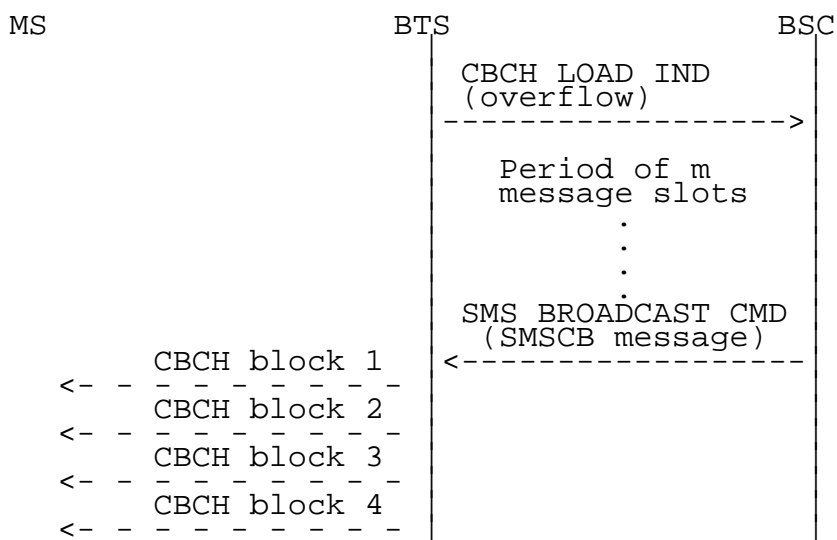 MS BTS BSC
CBCH LOAD IND
(overflow)
Period of m
message slots
SMS BROADCAST CMD
(SMSCB message)
CBCH block 1
CBCH block 2
CBCH block 3
CBCH block 4